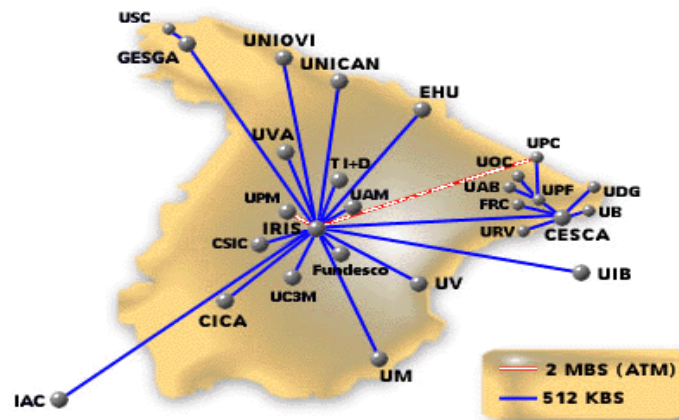 USC
GESGA
UNIOVI
UNICAN
EHU
UVA
TI+D
UPM
UAM
IRIS
CSIC
Fundesco
UC3M
CICA
UV
UM
IAC
UPC
UOC
UAB
UPF
UDG
FRC
UB
URV
CESCA
UIB
2 MBS (ATM)
512 KBS